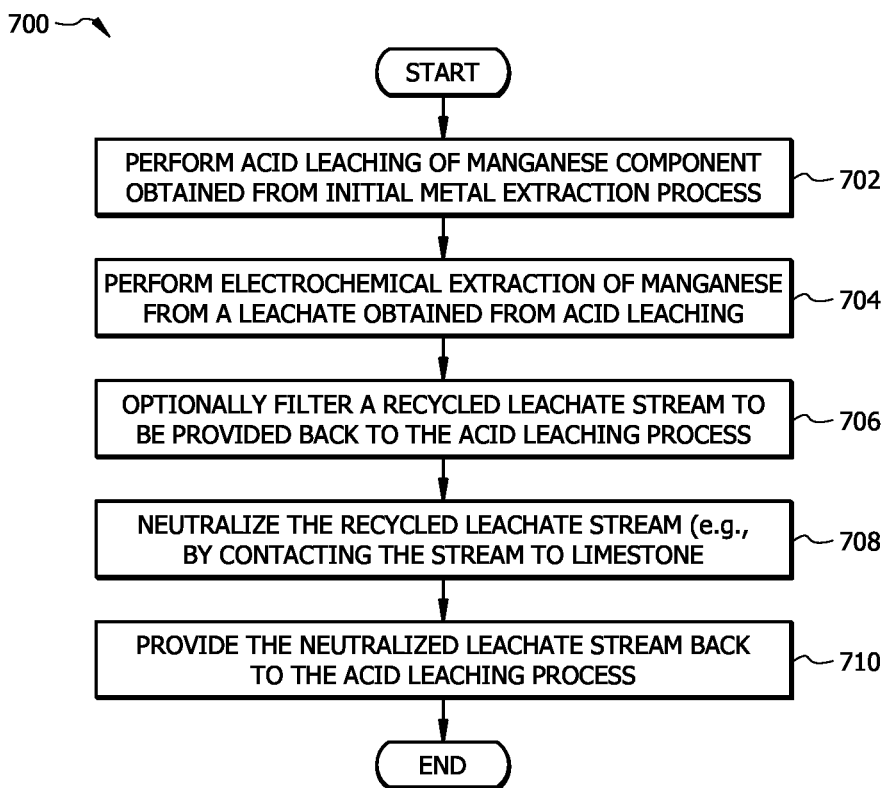 700
START
PERFORM ACID LEACHING OF MANGANESE COMPONENT
OBTAINED FROM INITIAL METAL EXTRACTION PROCESS
702
PERFORM ELECTROCHEMICAL EXTRACTION OF MANGANESE
FROM A LEACHATE OBTAINED FROM ACID LEACHING
704
OPTIONALLY FILTER A RECYCLED LEACHATE STREAM TO
BE PROVIDED BACK TO THE ACID LEACHING PROCESS
706
NEUTRALIZE THE RECYCLED LEACHATE STREAM (e.g.,
BY CONTACTING THE STREAM TO LIMESTONE
708
PROVIDE THE NEUTRALIZED LEACHATE STREAM BACK
TO THE ACID LEACHING PROCESS
710
END